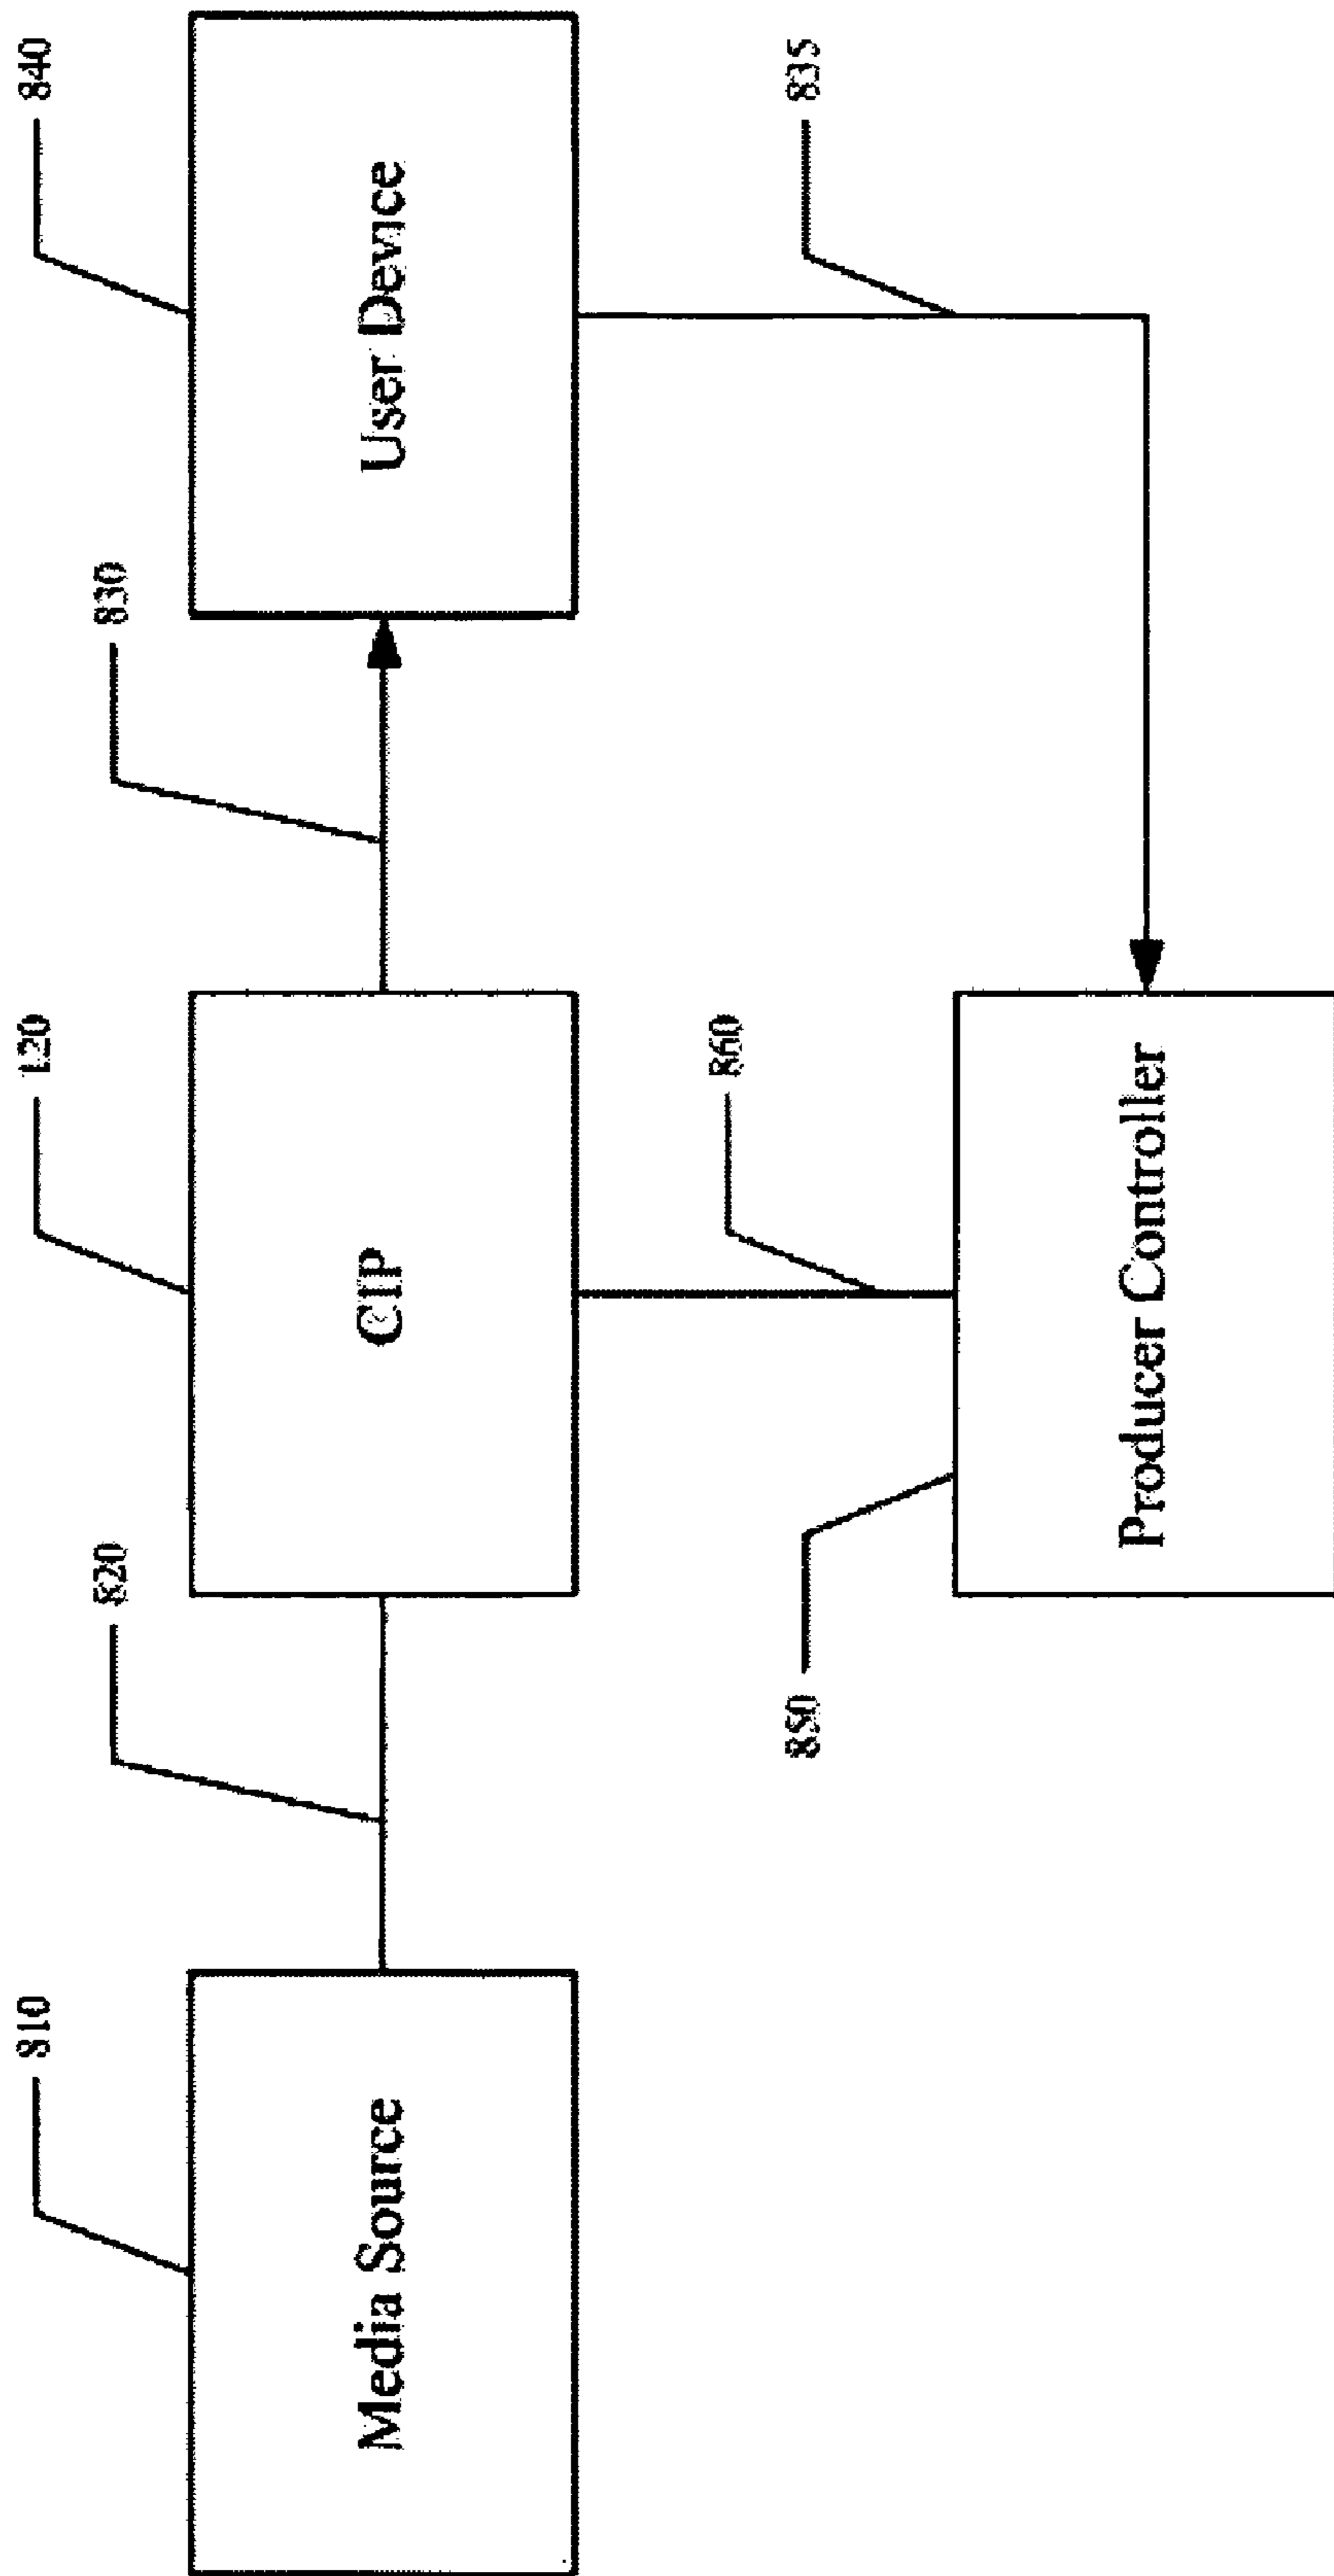 810
120
840
820
830
Media Source
CIP
User Device
860
850
835
Producer Controller